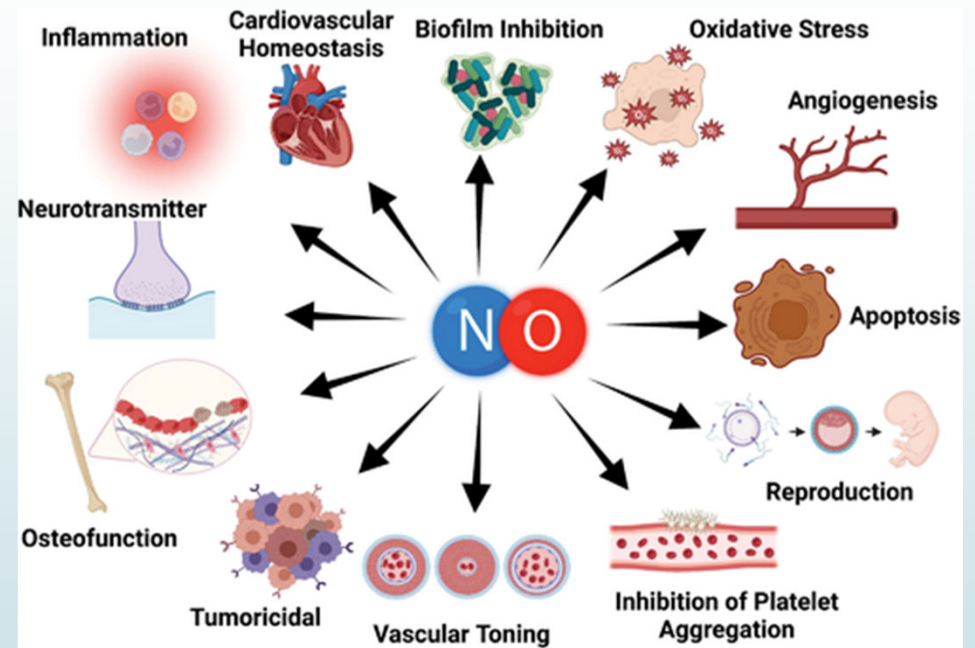 Inflammation
Cardiovascular
Homeostasis
Biofilm Inhibition
Oxidative Stress
Angiogenesis
Neurotransmitter
N O
Apoptosis
Reproduction
Osteofunction
Tumoricidal
Vascular Toning
Inhibition of Platelet
Aggregation